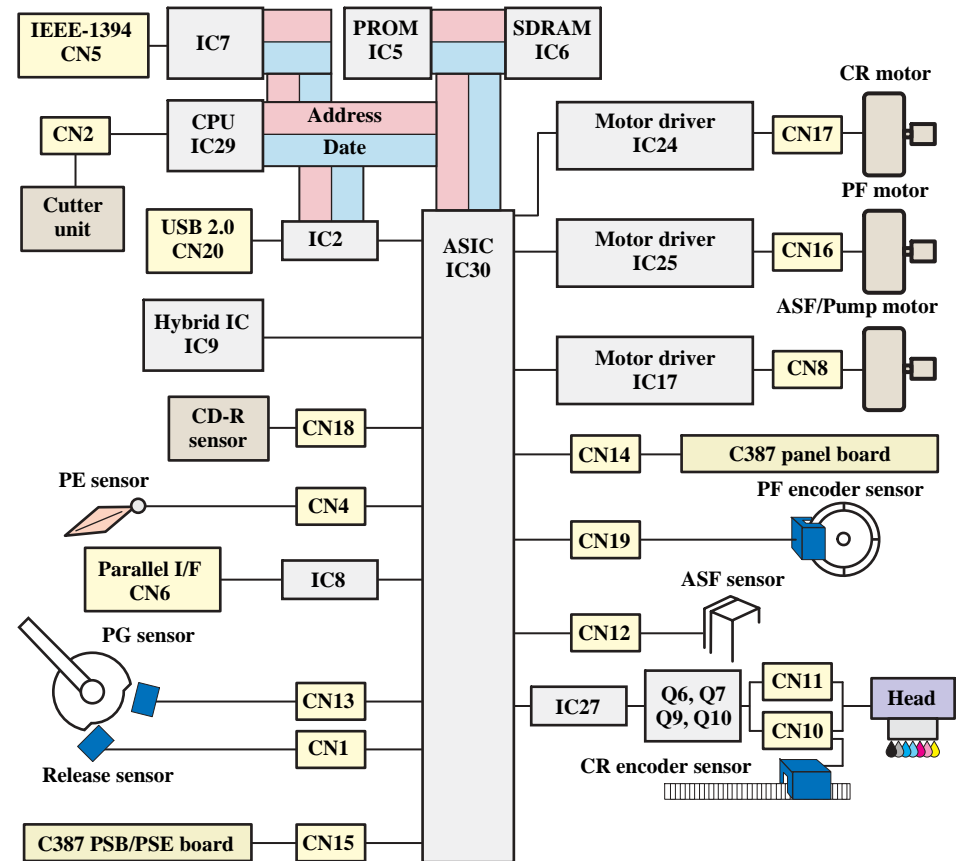 IEEE-1394
CN5
IC7
PROM
IC5
SDRAM
IC6
CN2
CPU
IC29
Address
Date
Cutter
unit
USB 2.0
CN20
IC2
ASIC
IC30
Motor driver
IC24
CN17
CR motor
Motor driver
IC25
CN16
PF motor
Motor driver
IC17
CN8
ASF/Pump motor
Hybrid IC
IC9
CD-R
sensor
CN18
PE sensor
CN4
Parallel I/F
CN6
IC8
PG sensor
CN13
CN1
Release sensor
C387 PSB/PSE board
CN15
CN14
C387 panel board
PF encoder sensor
CN19
ASF sensor
CN12
IC27
Q6, Q7
Q9, Q10
CN11
CN10
Head
CR encoder sensor